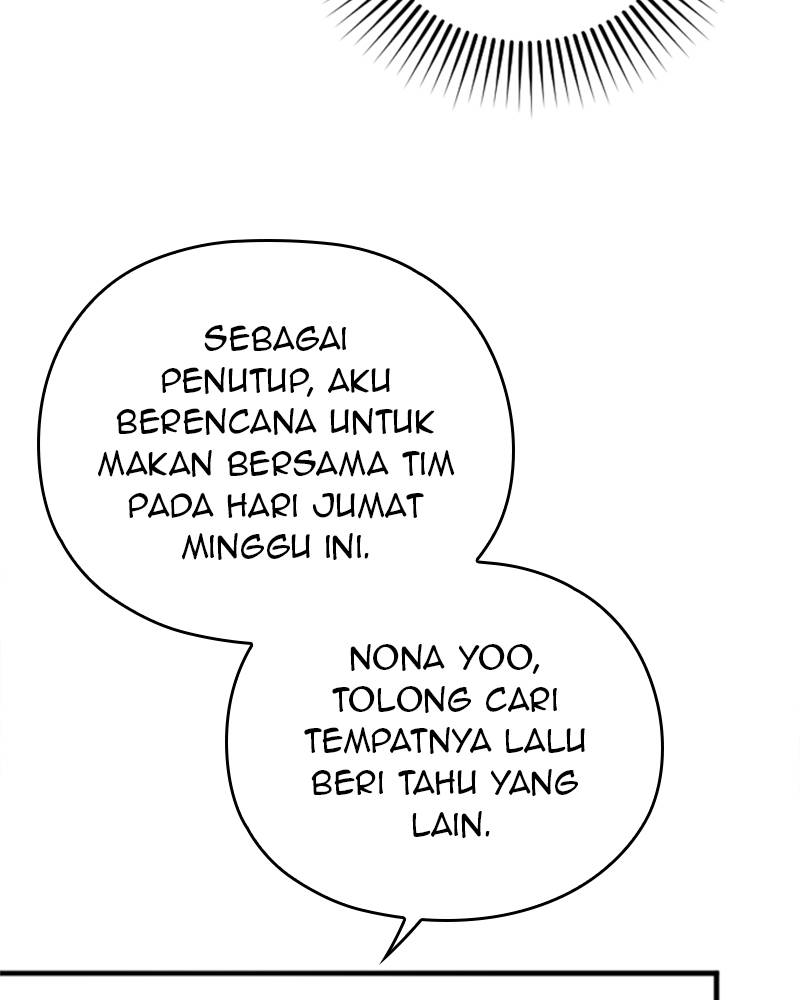 SEBAGAI
PENUTUP, AKU
BERENCANA UNTUK
MAKAN BERSAMA TIM
PADA HARI JUMAT
MINGGU INI.
NONA YOO,
TOLONG CARI
TEMPATNYA LALU
BERI TAHU YANG
LAIN.